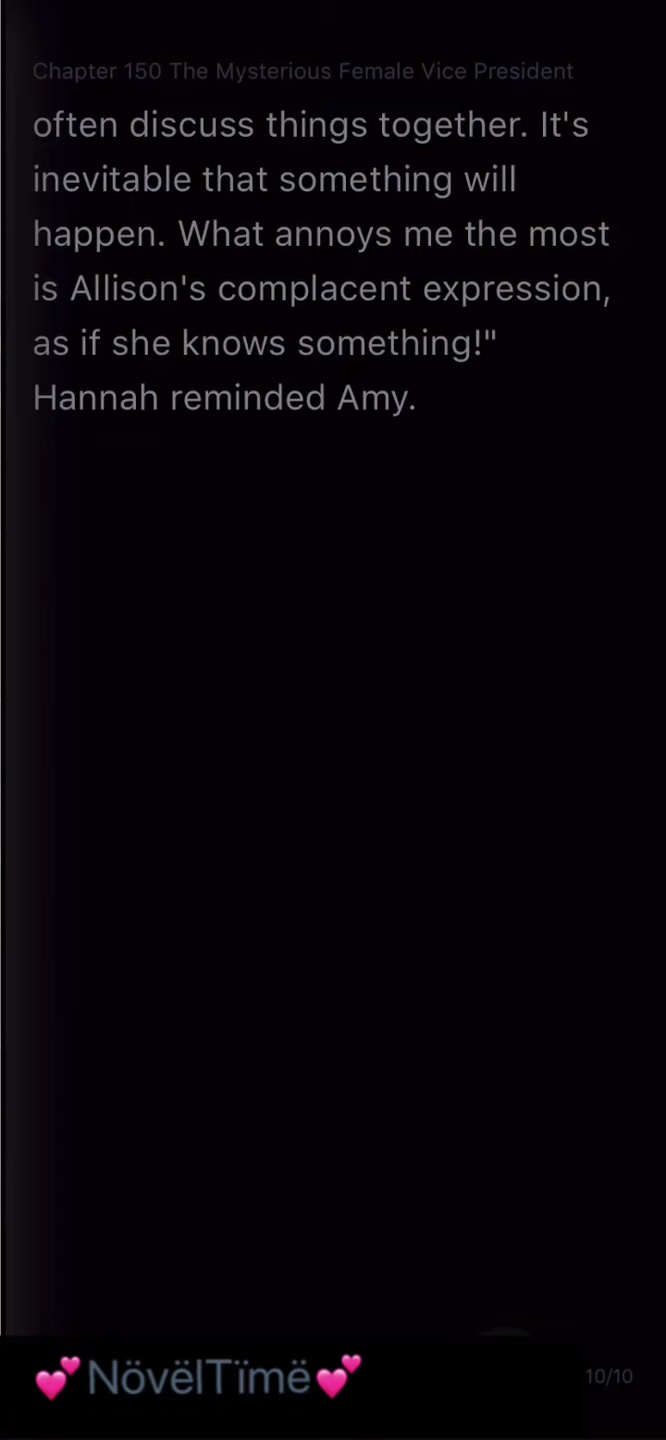 Chapter 150 The Mysterious Female Vice President
often discuss things together. It's
inevitable that something will
happen. What annoys me the most
is Allison's complacent expression,
as if she knows something!"
Hannah reminded Amy.
💕NövëlTïmë💕
10/10